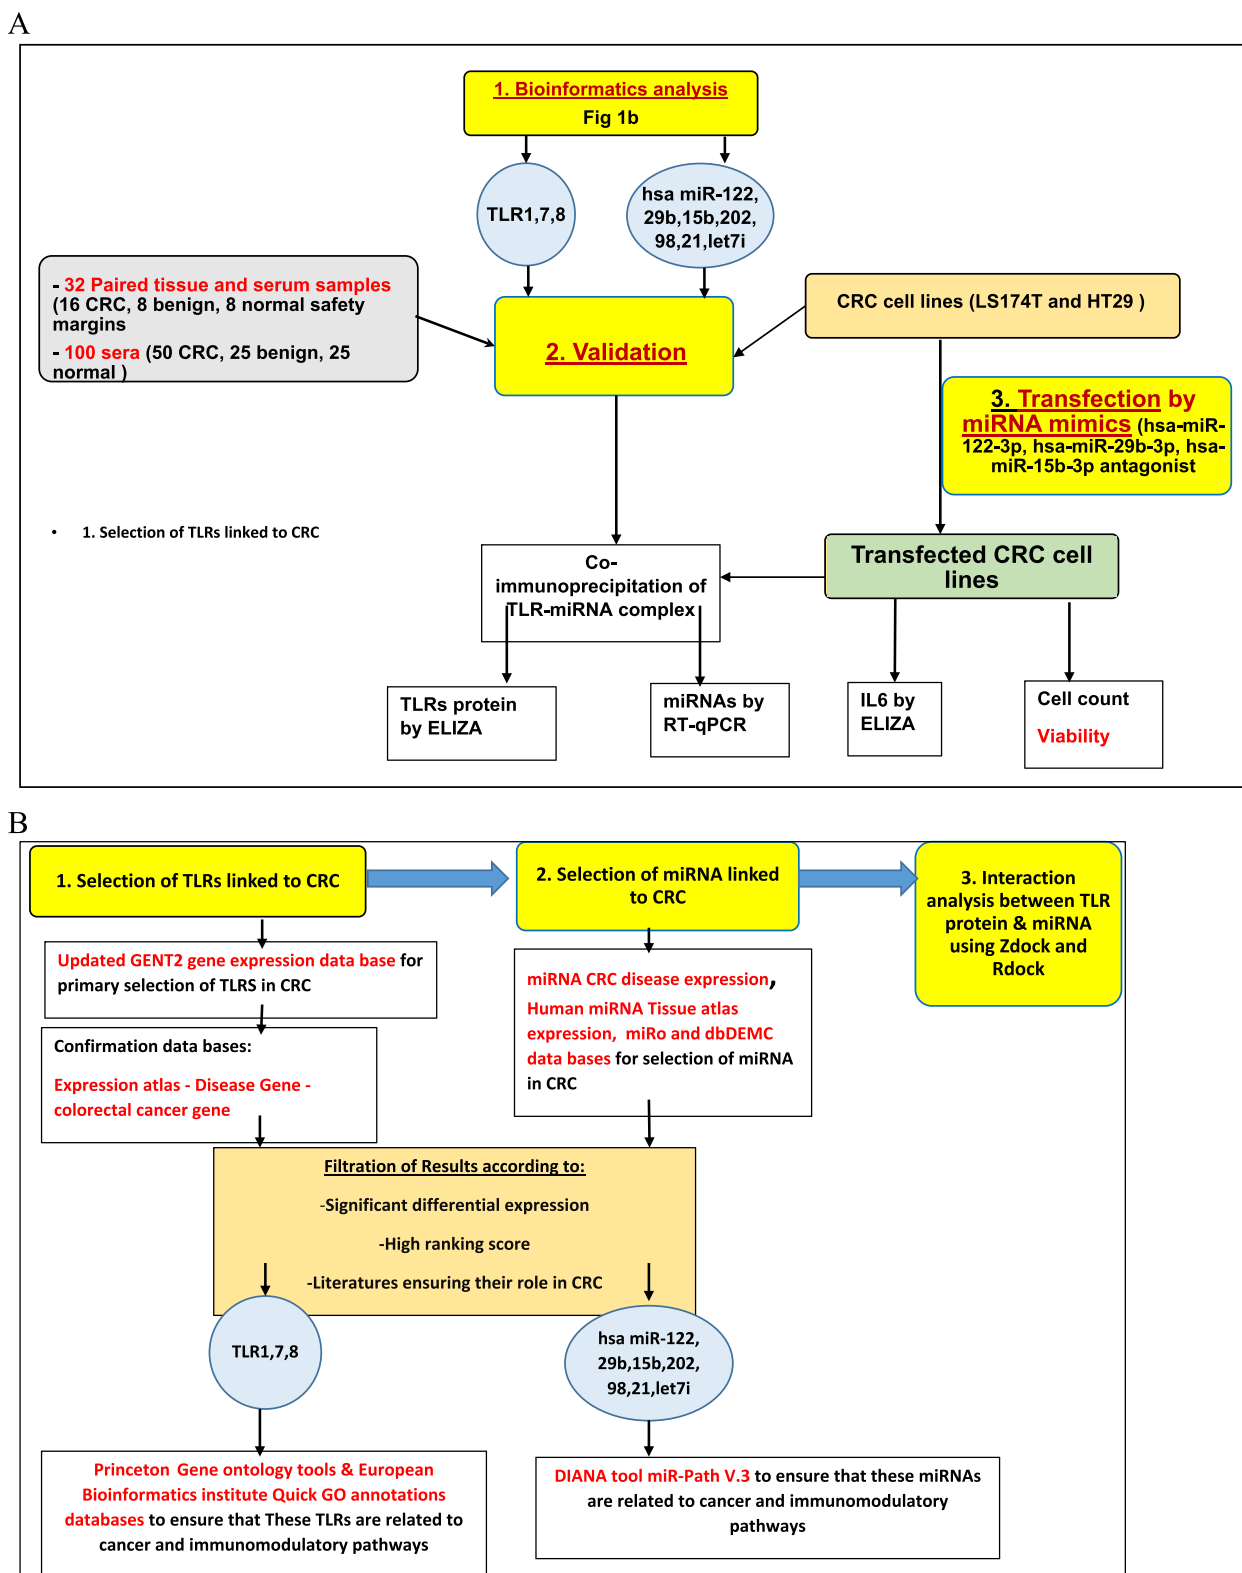 A
1. Bioinformatics analysis
Fig 1b
TLR1,7,8
hsa miR-122,
29b,15b,202,
98,21,let7i
- 32 Paired tissue and serum samples
(16 CRC, 8 benign, 8 normal safety
margins
- 100 sera (50 CRC, 25 benign, 25
normal )
2. Validation
CRC cell lines (LS174T and HT29 )
3. Transfection by
miRNA mimics (hsa-miR-
122-3p, hsa-miR-29b-3p, hsa-
miR-15b-3p antagonist
• 1. Selection of TLRs linked to CRC
Co-
immunoprecipitation of
TLR-miRNA complex
Transfected CRC cell
lines
TLRs protein
by ELIZA
miRNAs by
RT-qPCR
IL6 by
ELIZA
Cell count
Viability
B
1. Selection of TLRs linked to CRC
2. Selection of miRNA linked
to CRC
3. Interaction
analysis between TLR
protein & miRNA
using Zdock and
Rdock
Updated GENT2 gene expression data base for
primary selection of TLRS in CRC
Confirmation data bases:
Expression atlas - Disease Gene -
colorectal cancer gene
miRNA CRC disease expression,
Human miRNA Tissue atlas
expression, miRo and dbDEMC
data bases for selection of miRNA
in CRC
Filtration of Results according to:
-Significant differential expression
-High ranking score
-Literatures ensuring their role in CRC
TLR1,7,8
hsa miR-122,
29b,15b,202,
98,21,let7i
Princeton Gene ontology tools & European
Bioinformatics institute Quick GO annotations
databases to ensure that These TLRs are related to
cancer and immunomodulatory pathways
DIANA tool miR-Path V.3 to ensure that these miRNAs
are related to cancer and immunomodulatory
pathways